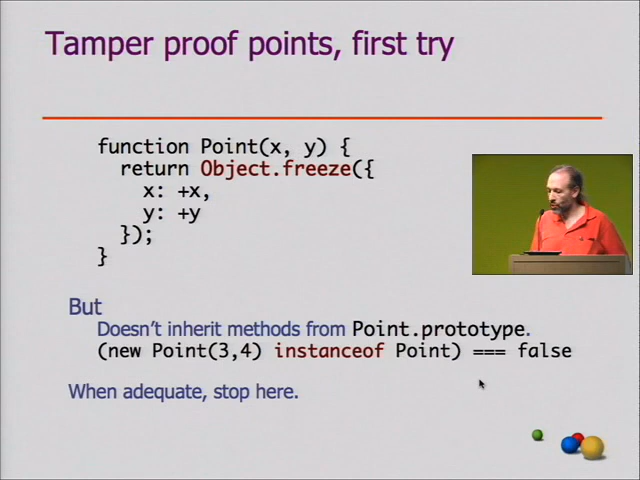 Tamper proof points, first try
function Point(x, y) {
return Object.freeze({
x: +x,
y: +y
});
}
But
Doesn't inherit methods from Point.prototype.
(new Point(3,4) instanceof Point) === false
When adequate, stop here.